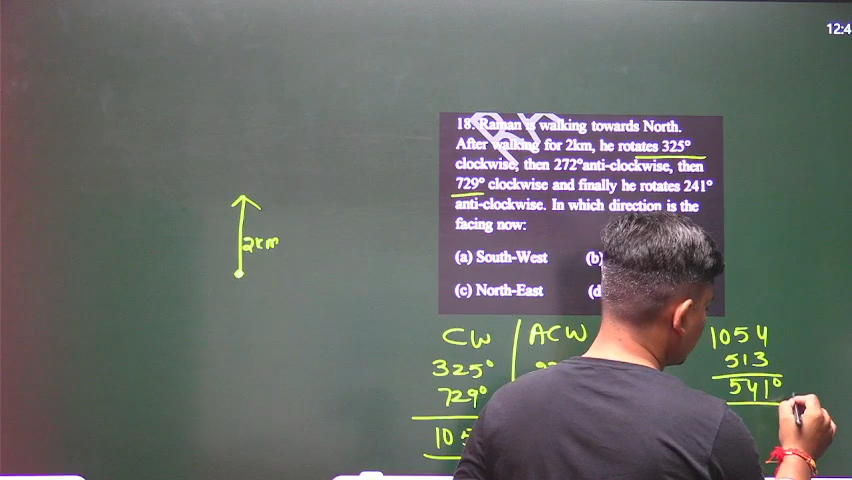 12:4
18. Raman is walking towards North.
After walking for 2km, he rotates 325°
clockwise, then 272°anti-clockwise, then
729° clockwise and finally he rotates 241°
anti-clockwise. In which direction is the
facing now:
(a) South-West (b)
(c) North-East (d
2km
CW ACW
325°
729°
105
1054
513
541°